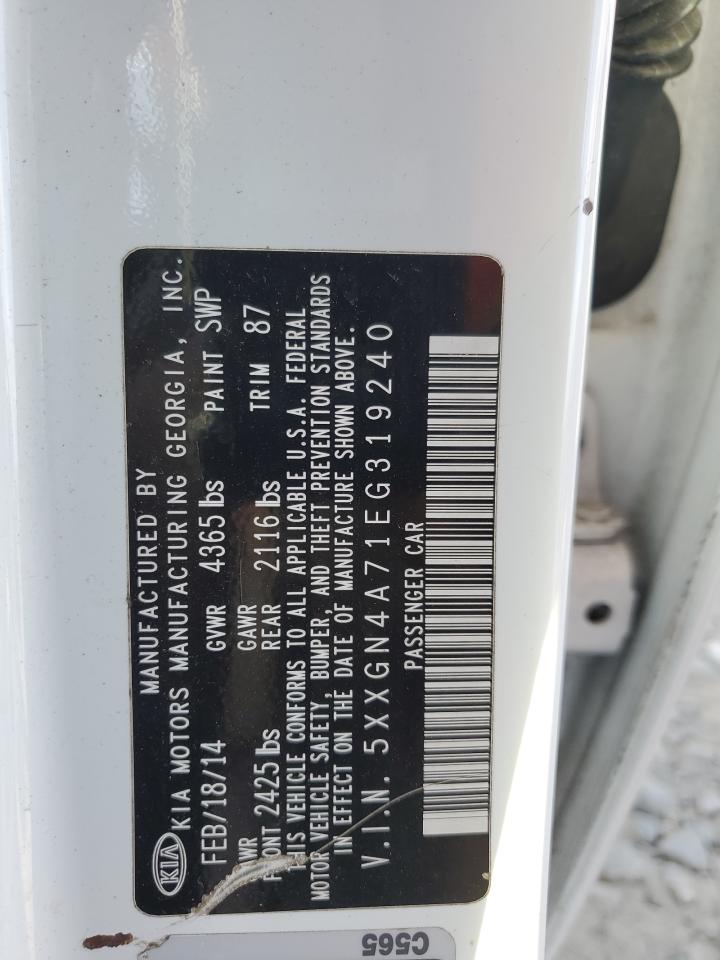 MANUFACTURED BY
KIA KIA MOTORS MANUFACTURING GEORGIA, INC.
FEB/18/14 GVWR 4365 lbs PAINT SWP
GAWR
2425 lbs REAR 2116 lbs TRIM 87
THIS VEHICLE CONFORMS TO ALL APPLICABLE U.S.A. FEDERAL
MOTOR VEHICLE SAFETY, BUMPER, AND THEFT PREVENTION STANDARDS
IN EFFECT ON THE DATE OF MANUFACTURE SHOWN ABOVE.
V.I.N. 5XXGN4A71EG319240
PASSENGER CAR
C565